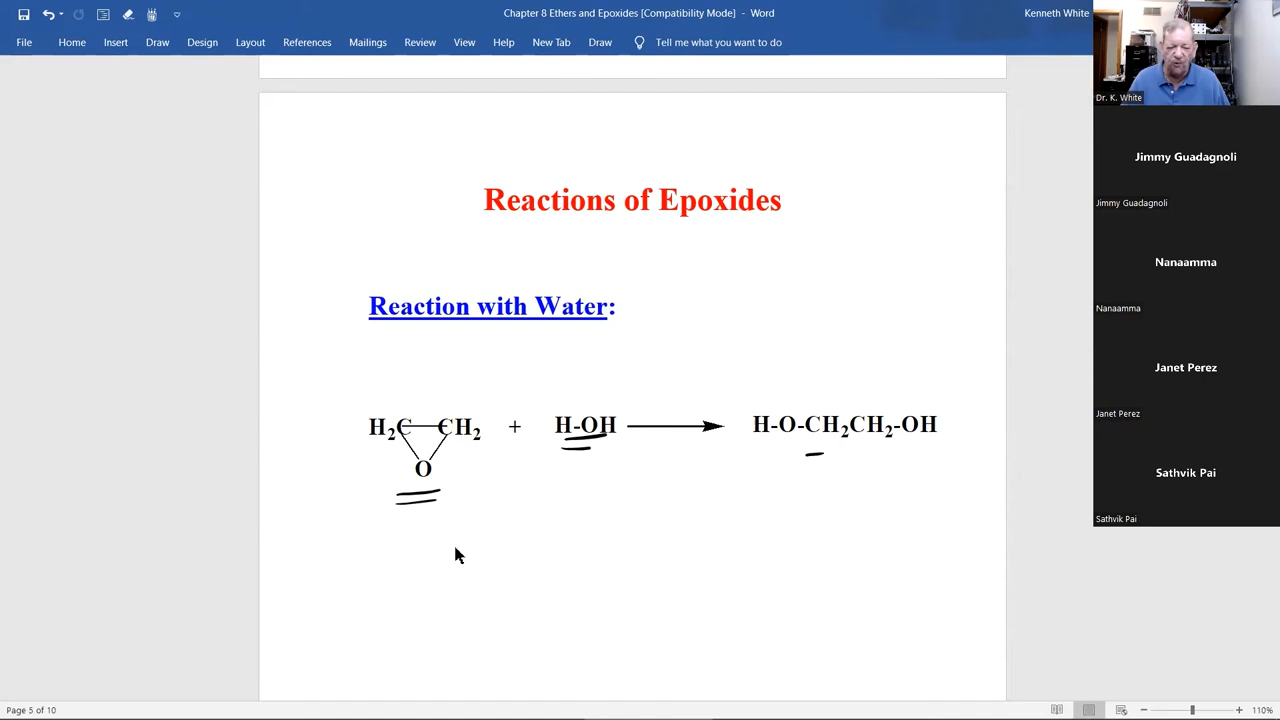 Chapter 8 Ethers and Epoxides [Compatibility Mode] - Word
Kenneth White
File Home Insert Draw Design Layout References Mailings Review View Help New Tab Draw Tell me what you want to do
Dr. K. White
Reactions of Epoxides
Reaction with Water:
H₂C CH₂ + H-OH H-O-CH₂CH₂-OH
O
Jimmy Guadagnoli
Jimmy Guadagnoli
Nanaamma
Nanaamma
Janet Perez
Janet Perez
Sathvik Pai
Sathvik Pai
Page 5 of 10
110%